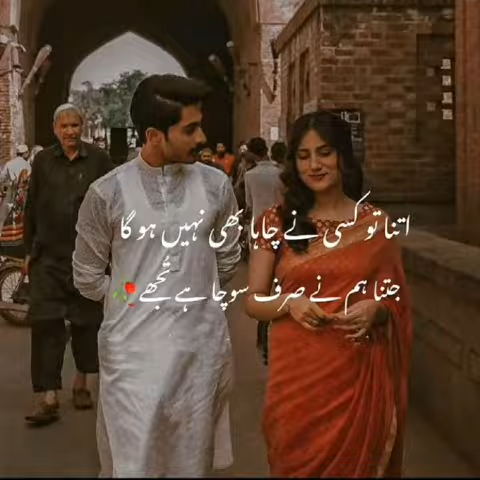 اتنا تو کسی نے چاہا بھی نہیں ہو گا
جتنا ہم نے صرف سوچا ہے تجھے🥀